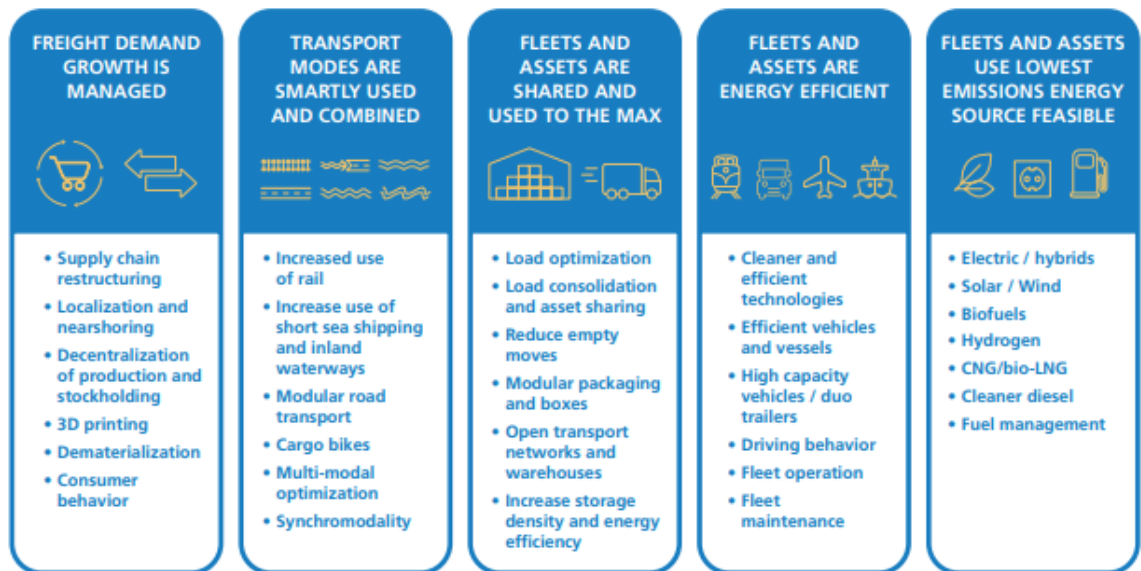 FREIGHT DEMAND
GROWTH IS
MANAGED
• Supply chain
restructuring
• Localization and
nearshoring
• Decentralization
of production and
stockholding
• 3D printing
• Dematerialization
• Consumer
behavior
TRANSPORT
MODES ARE
SMARTLY USED
AND COMBINED
• Increased use
of rail
• Increase use of
short sea shipping
and inland
waterways
• Modular road
transport
• Cargo bikes
• Multi-modal
optimization
• Synchromodality
FLEETS AND
ASSETS ARE
SHARED AND
USED TO THE MAX
• Load optimization
• Load consolidation
and asset sharing
• Reduce empty
moves
• Modular packaging
and boxes
• Open transport
networks and
warehouses
• Increase storage
density and energy
efficiency
FLEETS AND
ASSETS ARE
ENERGY EFFICIENT
• Cleaner and
efficient
technologies
• Efficient vehicles
and vessels
• High capacity
vehicles / duo
trailers
• Driving behavior
• Fleet operation
• Fleet
maintenance
FLEETS AND ASSETS
USE LOWEST
EMISSIONS ENERGY
SOURCE FEASIBLE
• Electric / hybrids
• Solar / Wind
• Biofuels
• Hydrogen
• CNG/bio-LNG
• Cleaner diesel
• Fuel management